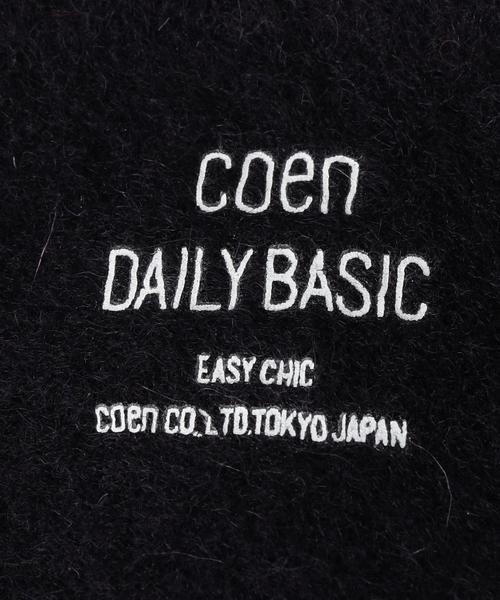 coen
DAILY BASIC
EASY CHIC
coen CO.,LTD.TOKYO JAPAN